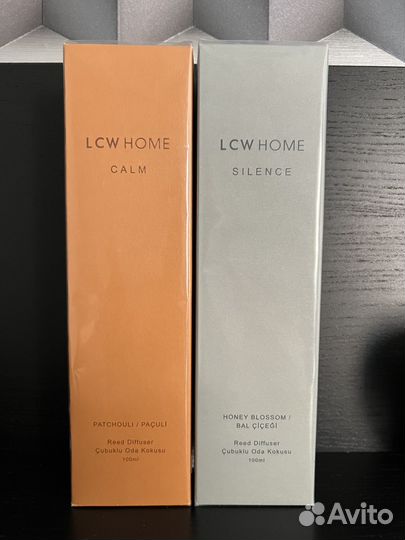 LCW HOME
CALM
PATCHOULI / PAÇULİ
Reed Diffuser
Çubuklu Oda Kokusu
100ml
LCW HOME
SILENCE
HONEY BLOSSOM /
BAL ÇİÇEĞİ
Reed Diffuser
Çubuklu Oda Kokusu
100ml
Avito